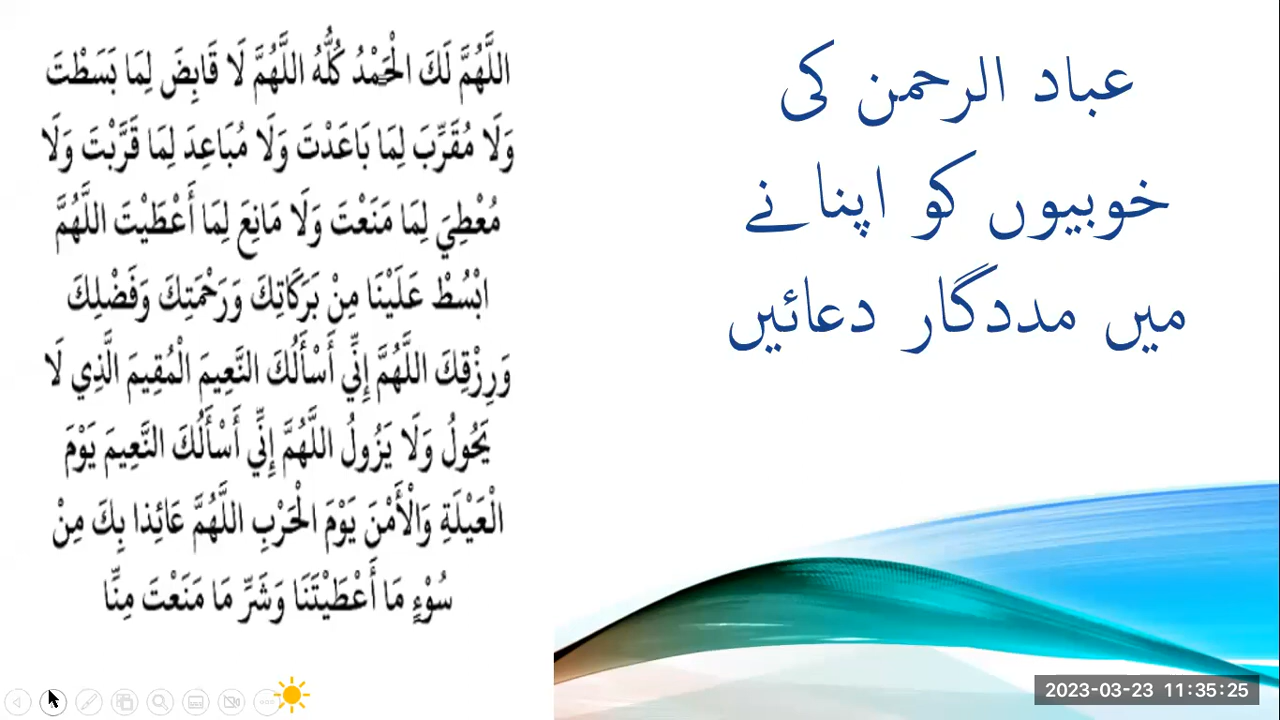 عباد الرحمن کی
خوبیوں کو اپنانے
میں مددگار دعائیں
اللَّهُمَّ لَكَ الْحَمْدُ كُلُّهُ اللَّهُمَّ لَا قَابِضَ لِمَا بَسَطْتَ
وَلَا مُقَرِّبَ لِمَا بَاعَدْتَ وَلَا مُبَاعِدَ لِمَا قَرَّبْتَ وَلَا
مُعْطِيَ لِمَا مَنَعْتَ وَلَا مَانِعَ لِمَا أَعْطَيْتَ اللَّهُمَّ
ابْسُطْ عَلَيْنَا مِنْ بَرَكَاتِكَ وَرَحْمَتِكَ وَفَضْلِكَ
وَرِزْقِكَ اللَّهُمَّ إِنِّي أَسْأَلُكَ النَّعِيمَ الْمُقِيمَ الَّذِي لَا
يَحُولُ وَلَا يَزُولُ اللَّهُمَّ إِنِّي أَسْأَلُكَ النَّعِيمَ يَوْمَ
الْعَيْلَةِ وَالْأَمْنَ يَوْمَ الْحَرْبِ اللَّهُمَّ عَائِذا بِكَ مِنْ
سُوْءٍ مَا أَعْطَيْتَنَا وَشَرِّ مَا مَنَعْتَ مِنَّا
2023-03-23 11:35:25